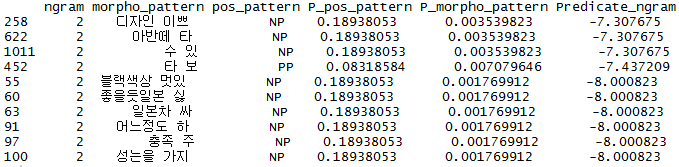 ngram morpho_pattern pos_pattern P_pos_pattern P_morpho_pattern Predicate_ngram
258 2 디자인 이쁘 NP 0.18938053 0.003539823 -7.307675
622 2 아반떼 타 NP 0.18938053 0.003539823 -7.307675
1011 2 수 있 NP 0.18938053 0.003539823 -7.307675
452 2 타 보 PP 0.08318584 0.007079646 -7.437209
55 2 블랙색상 멋있 NP 0.18938053 0.001769912 -8.000823
60 2 좋을듯일본 싫 NP 0.18938053 0.001769912 -8.000823
63 2 일본차 싸 NP 0.18938053 0.001769912 -8.000823
91 2 어느정도 하 NP 0.18938053 0.001769912 -8.000823
97 2 충족 주 NP 0.18938053 0.001769912 -8.000823
100 2 성는을 가지 NP 0.18938053 0.001769912 -8.000823